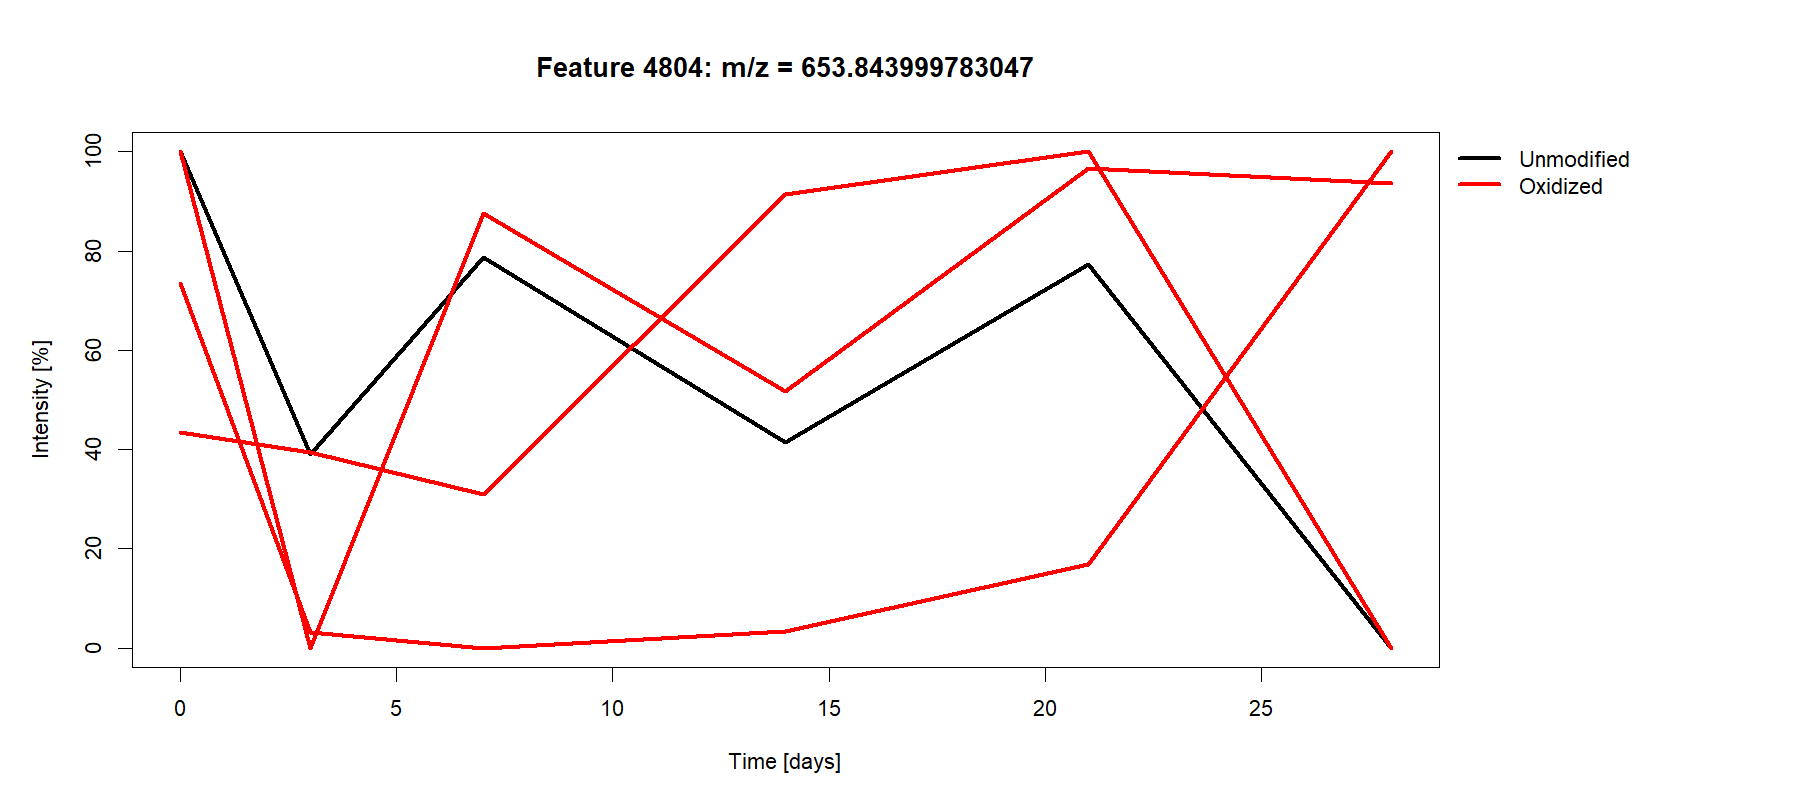 Feature 4804: m/z = 653.843999783047
Unmodified
Oxidized
Intensity [%]
100
80
60
40
20
0
0 5 10 15 20 25
Time [days]